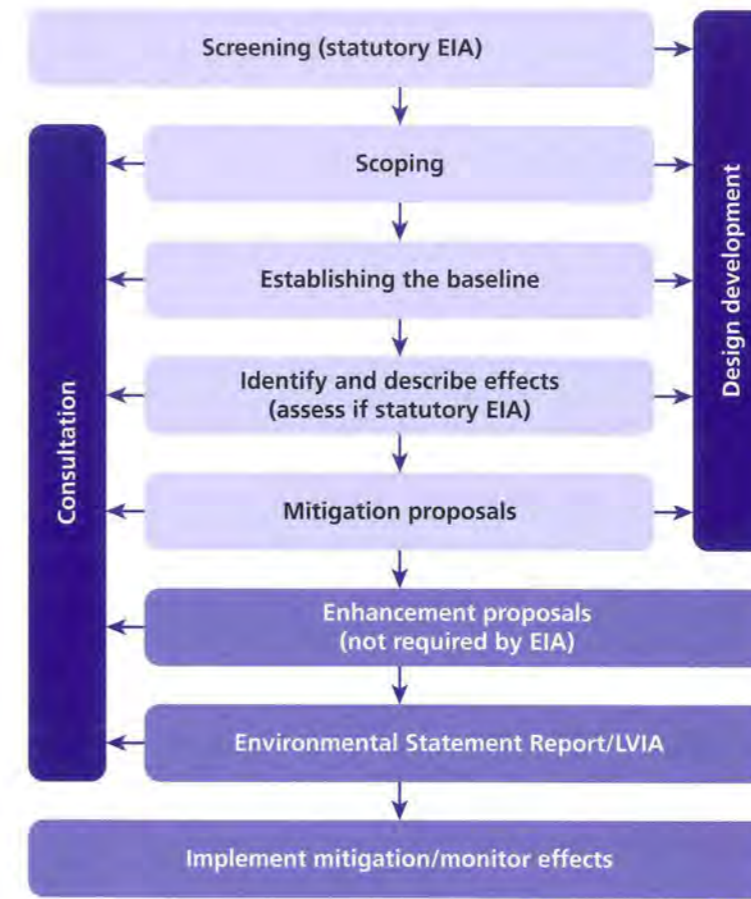 Screening (statutory EIA)
Scoping
Establishing the baseline
Identify and describe effects
(assess if statutory EIA)
Mitigation proposals
Enhancement proposals
(not required by EIA)
Environmental Statement Report/LVIA
Implement mitigation/monitor effects
Consultation
Design development